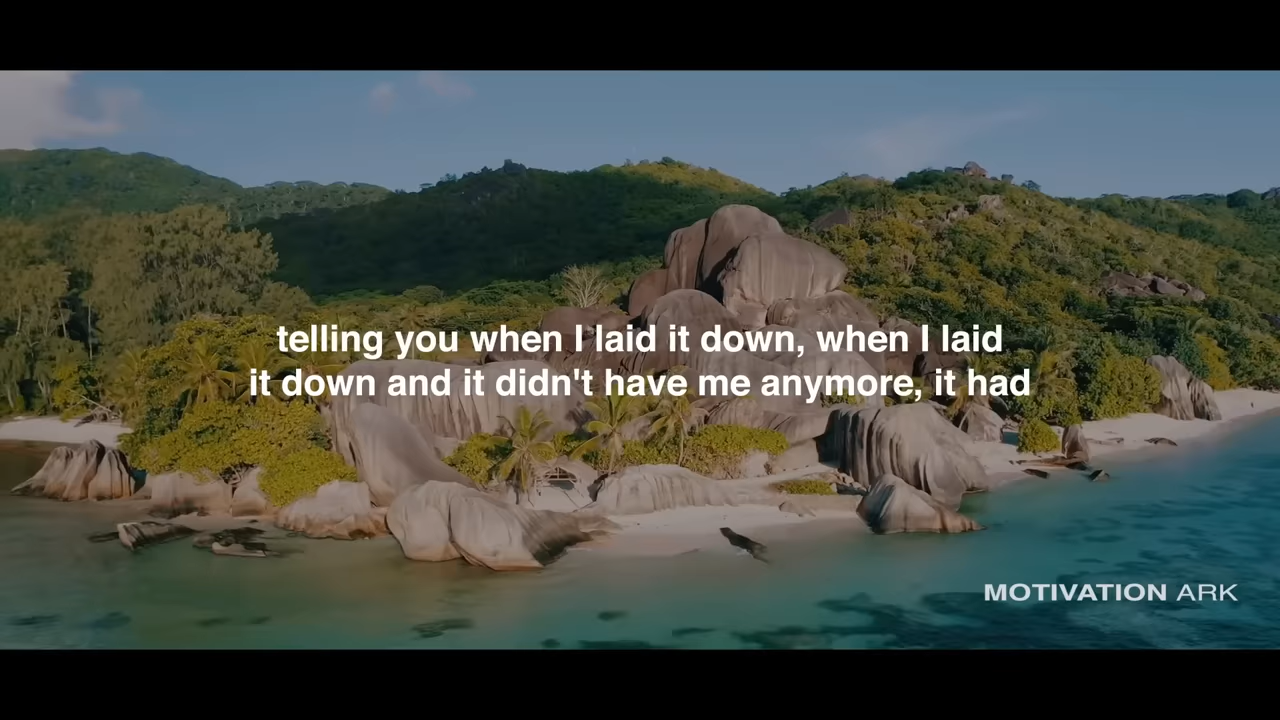 telling you when I laid it down, when I laid
it down and it didn't have me anymore, it had
MOTIVATION ARK